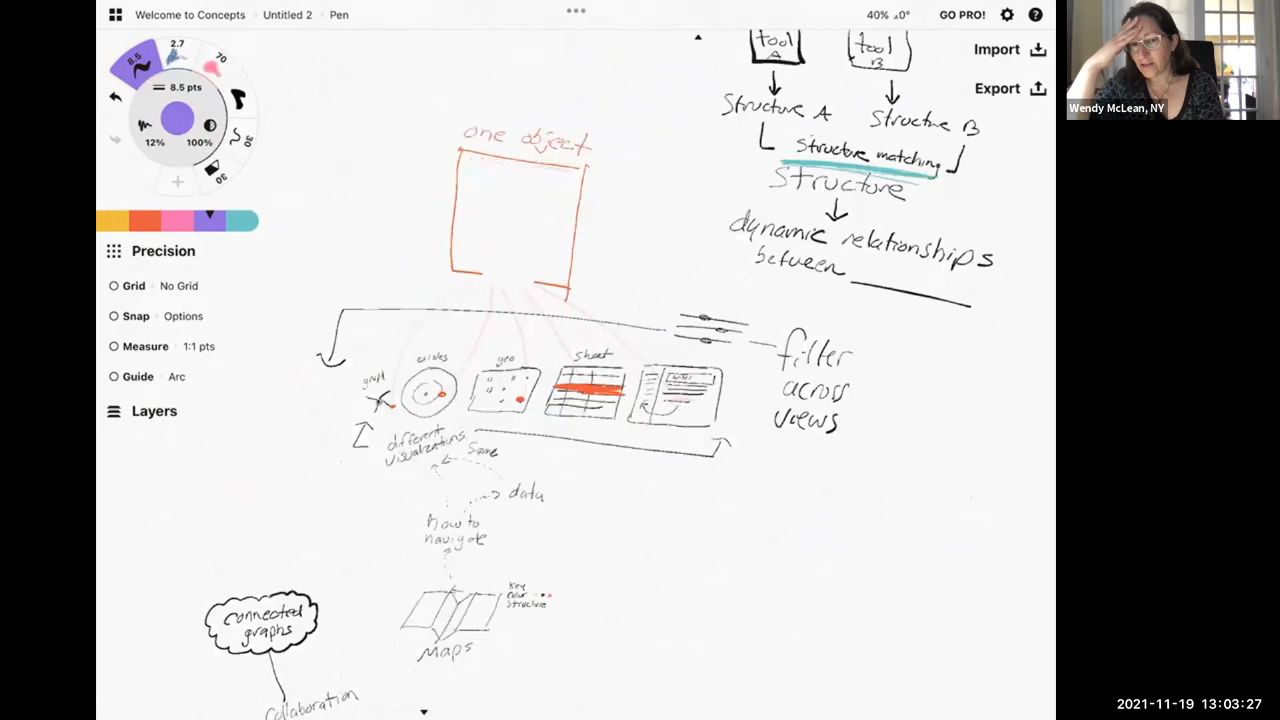 Welcome to Concepts Untitled 2 Pen
40% 0° GO PRO!
Import
Export
8.5
2.7
70
30
30
8.5 pts
12% 100%
Precision
Grid No Grid
Snap Options
Measure 1:1 pts
Guide Arc
Layers
tool A
tool B
Structure A
Structure B
structure matching
Structure
dynamic relationships
between
one object
graph
circles
geo
sheet
filter
across
views
different
visualizations
same
data
How to
navigate
Key
color
structure
Maps
connected
graphs
Collaboration
Wendy McLean, NY
2021-11-19 13:03:27